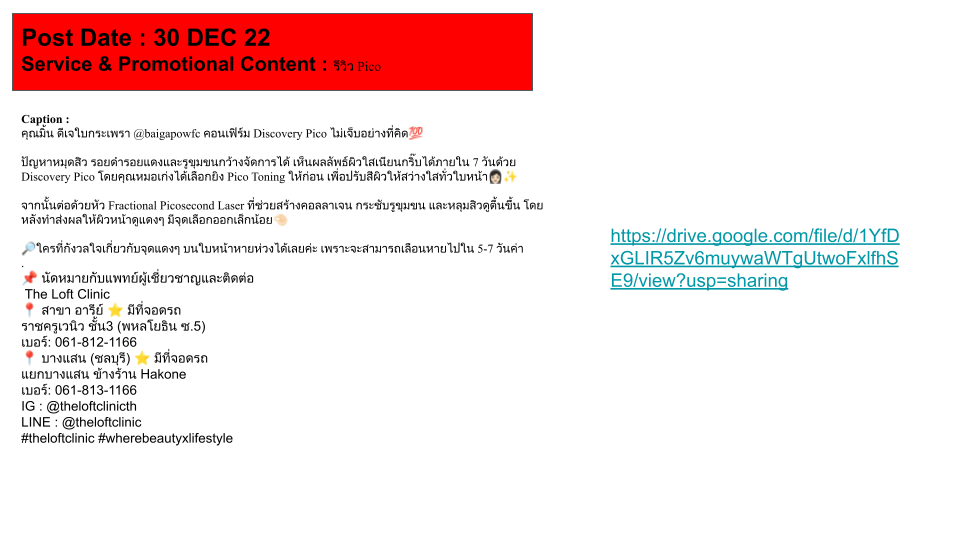 Post Date : 30 DEC 22
Service & Promotional Content : รีวิว Pico
Caption :
คุณมิ้น ดีเจใบกระเพรา @baigapowfc คอนเฟิร์ม Discovery Pico ไม่เจ็บอย่างที่คิด💯
ปัญหาหมุดสิว รอยดำรอยแดงและรูขุมขนกว้างจัดการได้ เห็นผลลัพธ์ผิวใสเนียนกริ๊บได้ภายใน 7 วันด้วย
Discovery Pico โดยคุณหมอเก่งได้เลือกยิง Pico Toning ให้ก่อน เพื่อปรับสีผิวให้สว่างใสทั่วใบหน้า👩🏻✨
จากนั้นต่อด้วยหัว Fractional Picosecond Laser ที่ช่วยสร้างคอลลาเจน กระชับรูขุมขน และหลุมสิวดูตื้นขึ้น โดย
หลังทำส่งผลให้ผิวหน้าดูแดงๆ มีจุดเลือกออกเล็กน้อย👌🏻
🔎ใครที่กังวลใจเกี่ยวกับจุดแดงๆ บนใบหน้าหายห่วงได้เลยค่ะ เพราะจะสามารถเลือนหายไปใน 5-7 วันค่า
.
📌 นัดหมายกับแพทย์ผู้เชี่ยวชาญและติดต่อ
The Loft Clinic
📍 สาขา อารีย์ ⭐ มีที่จอดรถ
ราชครูเวนิว ชั้น3 (พหลโยธิน ซ.5)
เบอร์: 061-812-1166
📍 บางแสน (ชลบุรี) ⭐ มีที่จอดรถ
แยกบางแสน ข้างร้าน Hakone
เบอร์: 061-813-1166
IG : @theloftclinicth
LINE : @theloftclinic
#theloftclinic #wherebeautyxlifestyle
https://drive.google.com/file/d/1YfD
xGLIR5Zv6muywaWTgUtwoFxlfhS
E9/view?usp=sharing